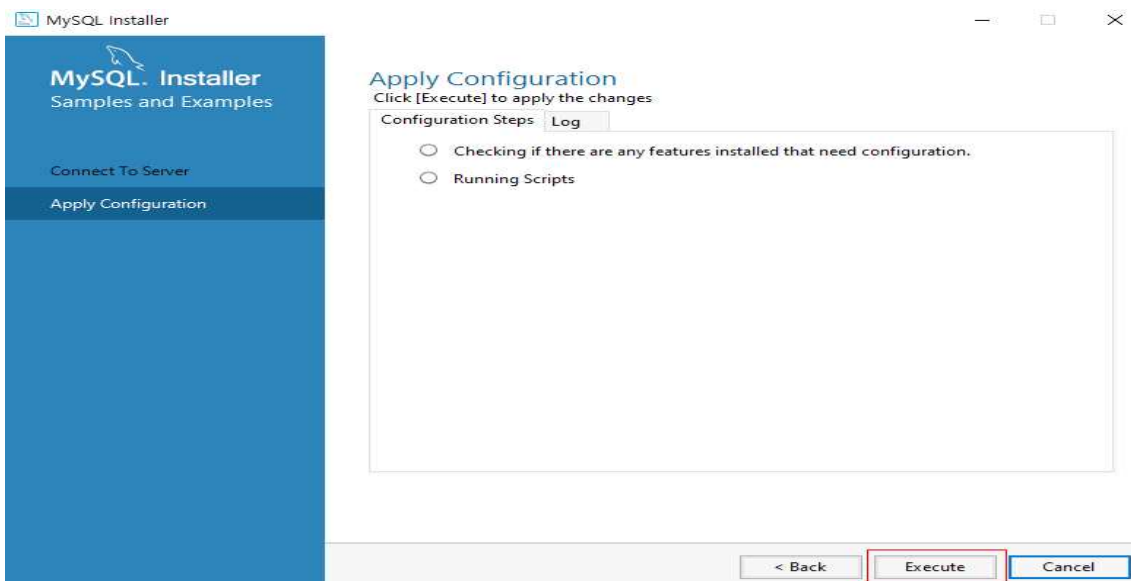 MySQL Installer
MySQL. Installer
Samples and Examples
Connect To Server
Apply Configuration
Apply Configuration
Click [Execute] to apply the changes
Configuration Steps Log
Checking if there are any features installed that need configuration.
Running Scripts
< Back Execute Cancel